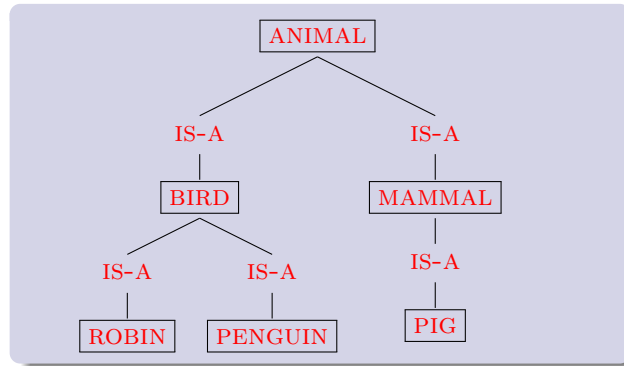 ANIMAL
IS-A IS-A
BIRD MAMMAL
IS-A IS-A IS-A
ROBIN PENGUIN PIG